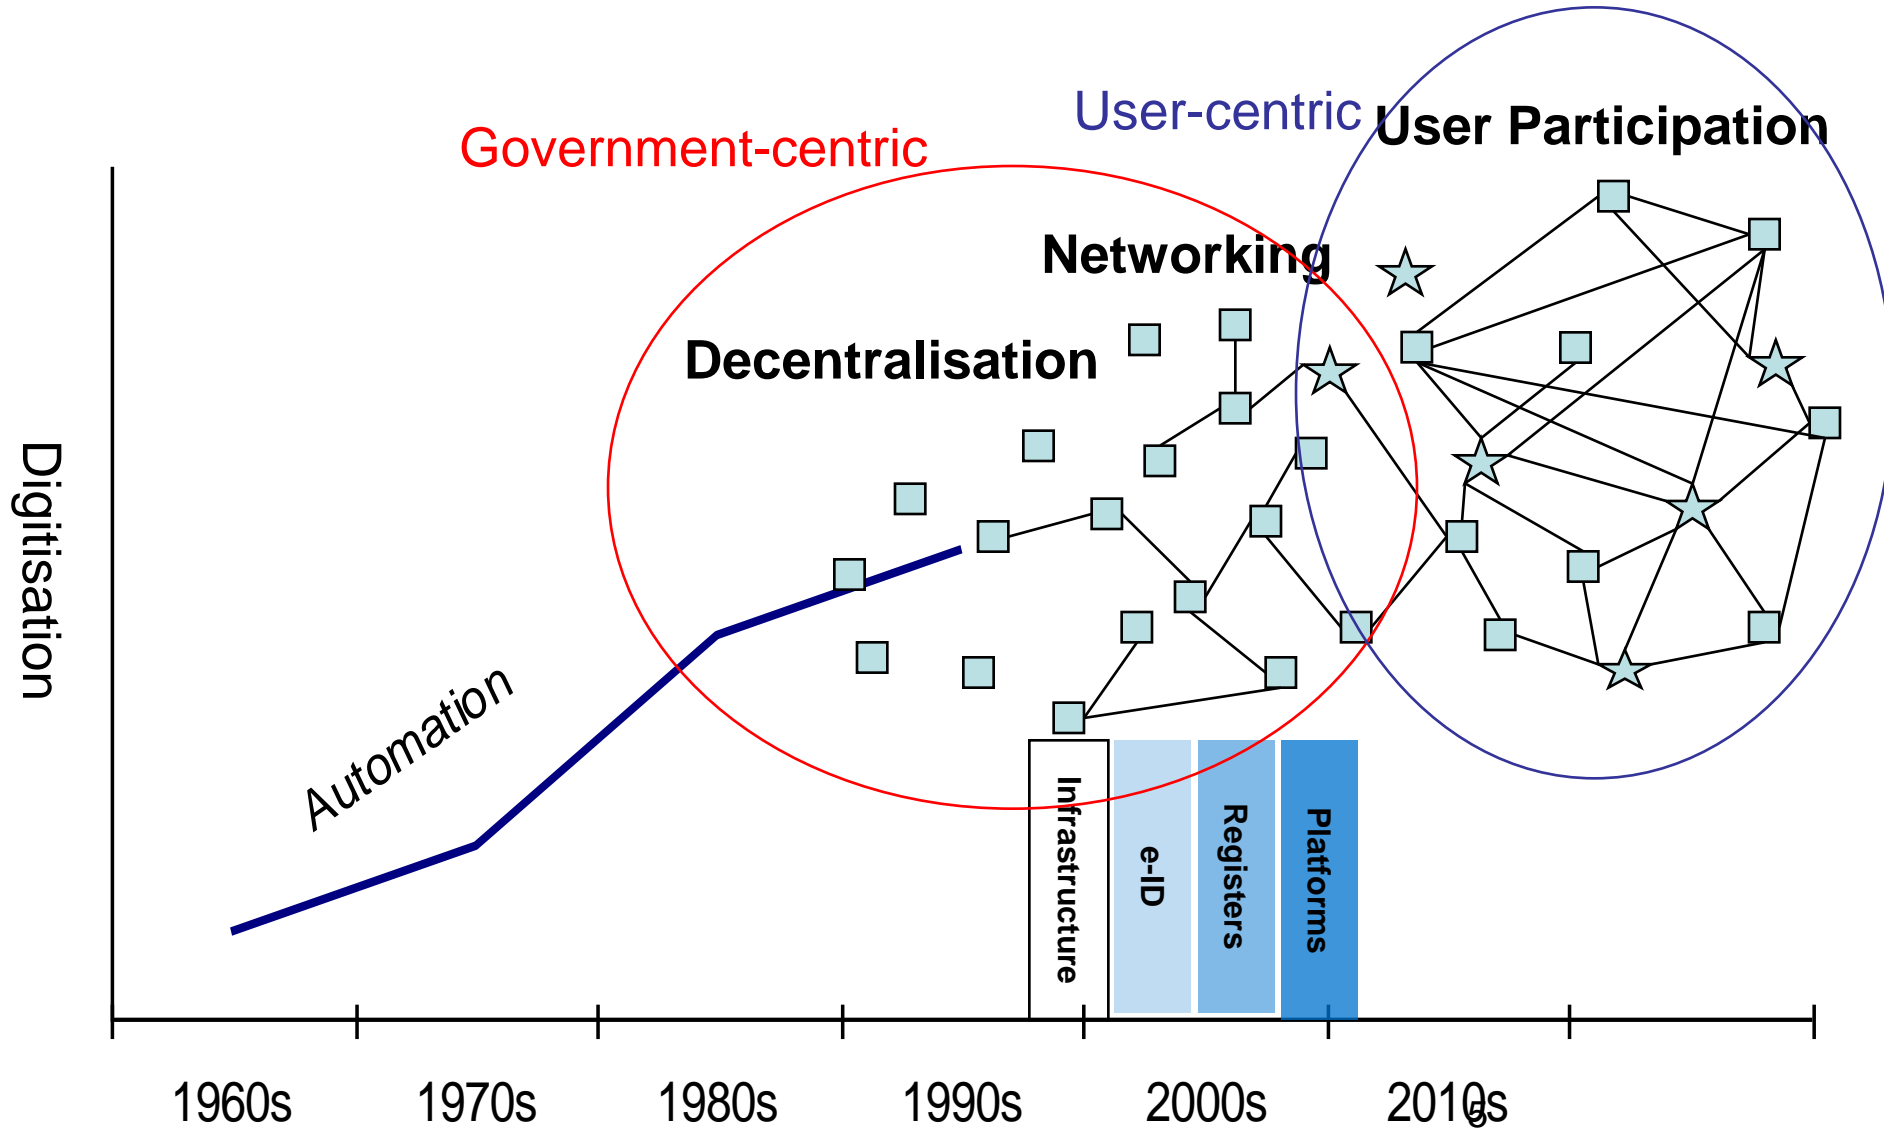 User-centric
User Participation
Government-centric
Networking
Decentralisation
Digitisation
Automation
Infrastructure
e-ID
Registers
Platforms
1960s 1970s 1980s 1990s 2000s 2010s
5